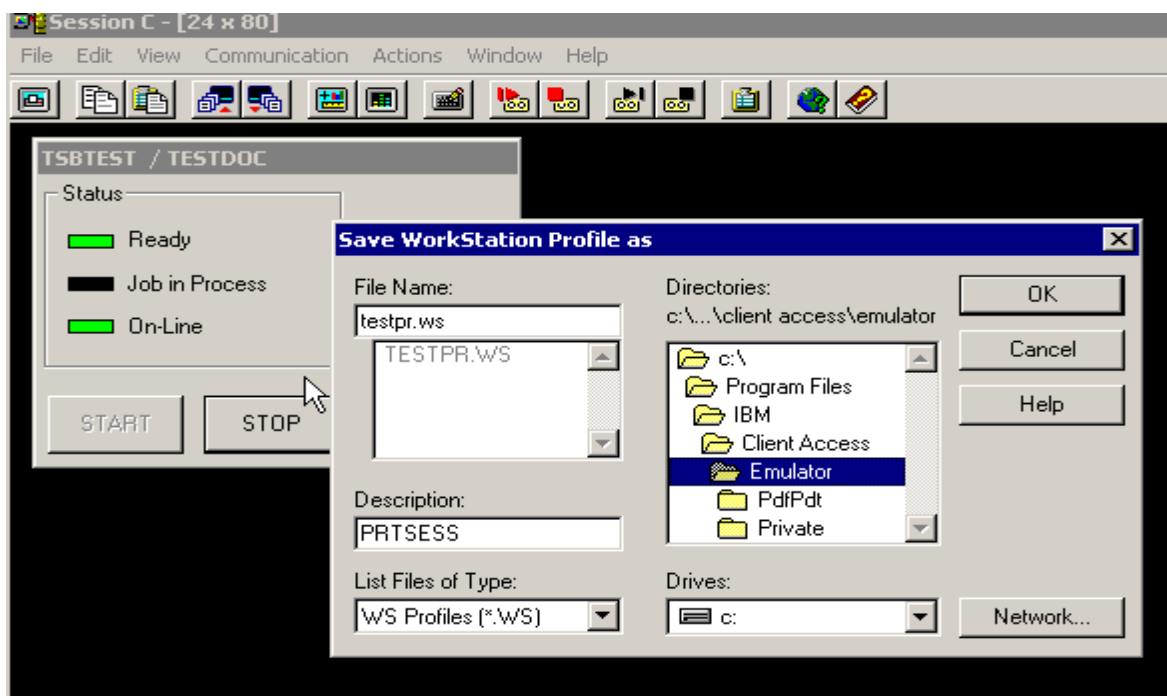 Session C - [24 x 80]
File Edit View Communication Actions Window Help
TSBTEST / TESTDOC
Status
Ready
Job in Process
On-Line
START STOP
Save WorkStation Profile as
File Name:
testpr.ws
TESTPR.WS
Description:
PRTSESS
List Files of Type:
WS Profiles (*.WS)
Directories:
c:\...\client access\emulator
c:\
Program Files
IBM
Client Access
Emulator
PdfPdt
Private
Drives:
c:
OK
Cancel
Help
Network...